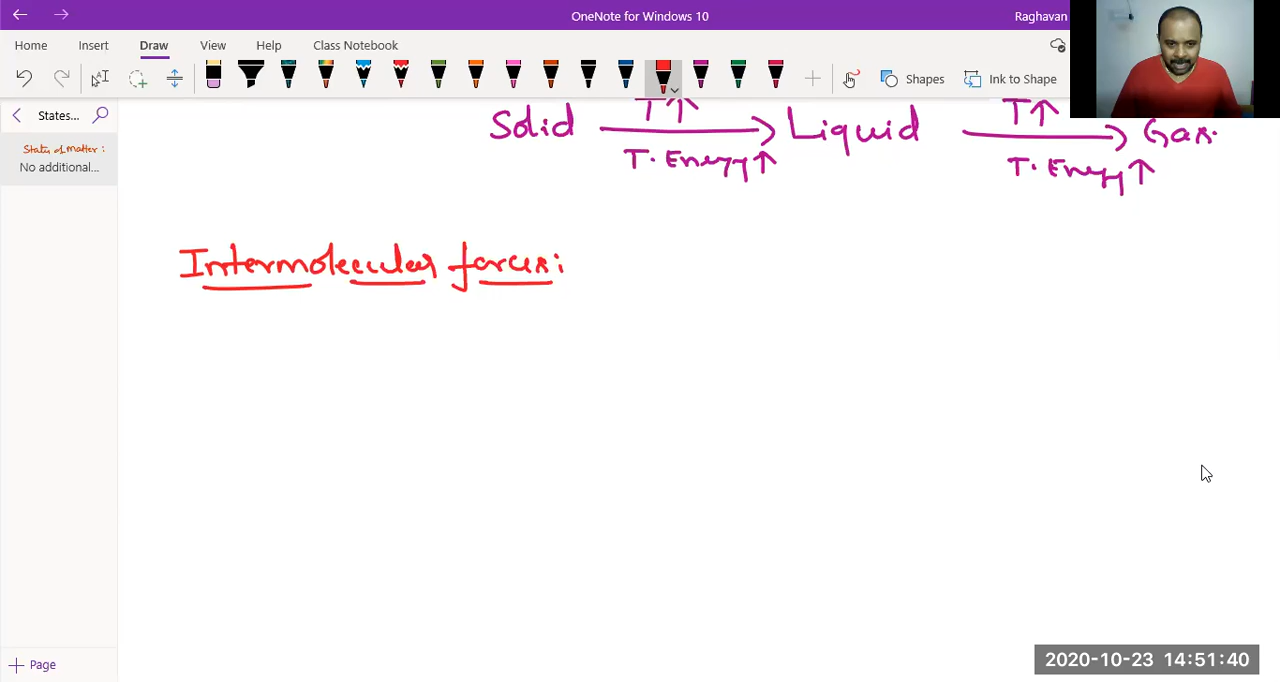 OneNote for Windows 10
Raghavan
Home Insert Draw View Help Class Notebook
Shapes Ink to Shape
States...
States of matter:
No additional...
T↑ T↑
Solid → Liquid → Gas.
T. Energy↑ T. Energy↑
Intermolecular forces:
+ Page
2020-10-23 14:51:40